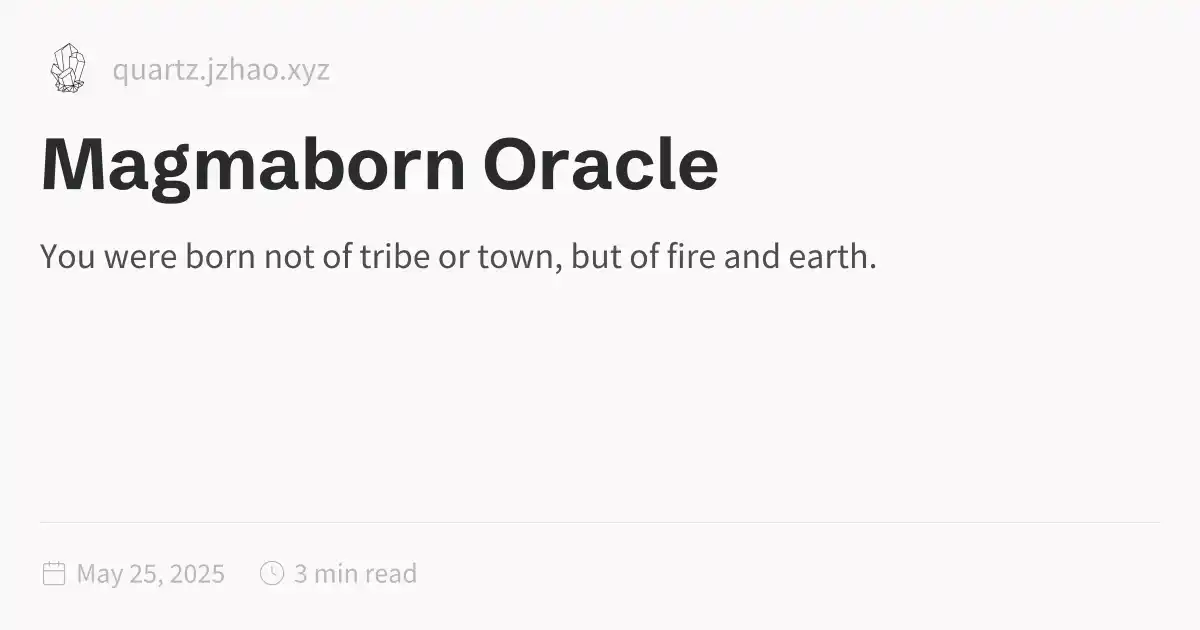 quartz.jzhao.xyz
Magmaborn Oracle
You were born not of tribe or town, but of fire and earth.
May 25, 2025 3 min read